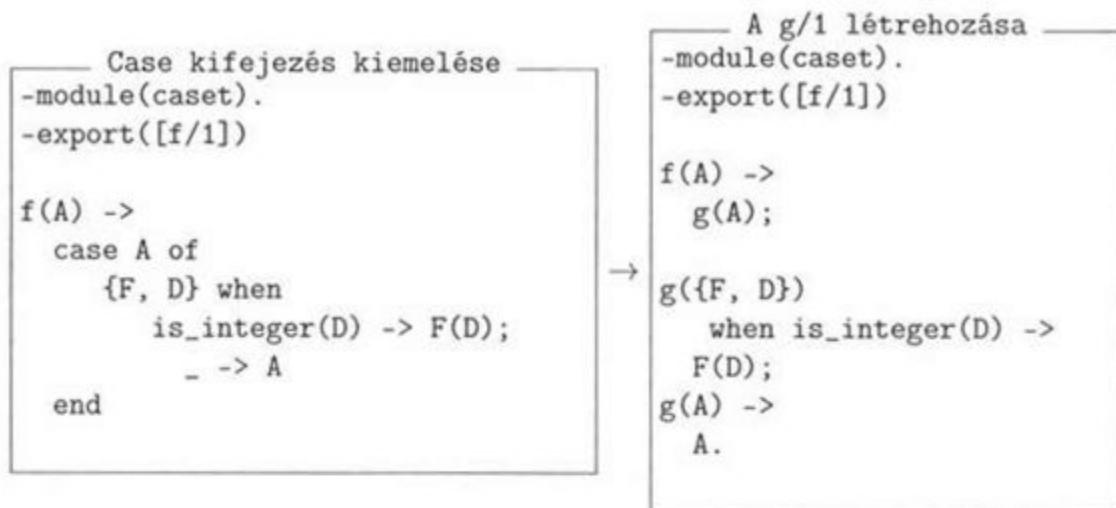 Case kifejezés kiemelése
-module(caset).
-export([f/1])
f(A) ->
case A of
{F, D} when
is_integer(D) -> F(D);
_ -> A
end
→
A g/1 létrehozása
-module(caset).
-export([f/1])
f(A) ->
g(A);
g({F, D})
when is_integer(D) ->
F(D);
g(A) ->
A.